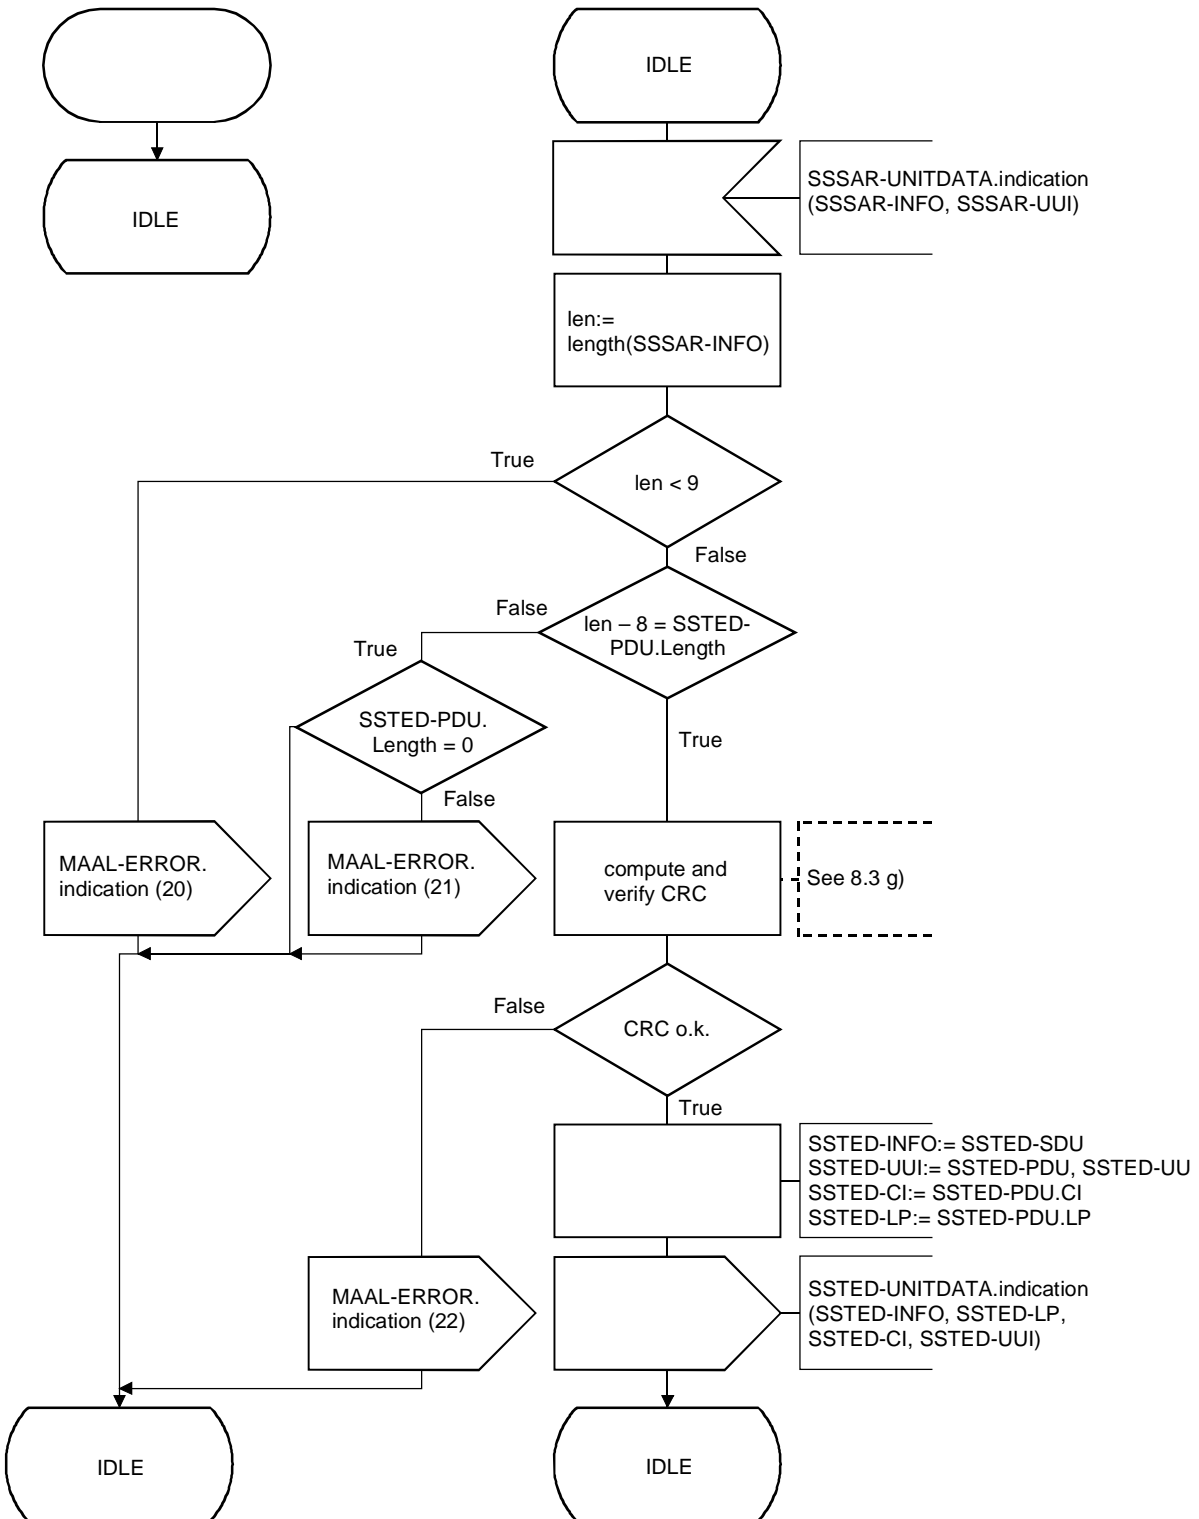 IDLE
IDLE
SSSAR-UNITDATA.indication
(SSSAR-INFO, SSSAR-UUI)
len:=
length(SSSAR-INFO)
True
len < 9
False
False
len – 8 = SSTED-
PDU.Length
True
SSTED-PDU.
Length = 0
True
False
MAAL-ERROR.
indication (20)
MAAL-ERROR.
indication (21)
compute and
verify CRC
See 8.3 g)
False
CRC o.k.
True
SSTED-INFO:= SSTED-SDU
SSTED-UUI:= SSTED-PDU, SSTED-UU
SSTED-CI:= SSTED-PDU.CI
SSTED-LP:= SSTED-PDU.LP
MAAL-ERROR.
indication (22)
SSTED-UNITDATA.indication
(SSTED-INFO, SSTED-LP,
SSTED-CI, SSTED-UUI)
IDLE
IDLE